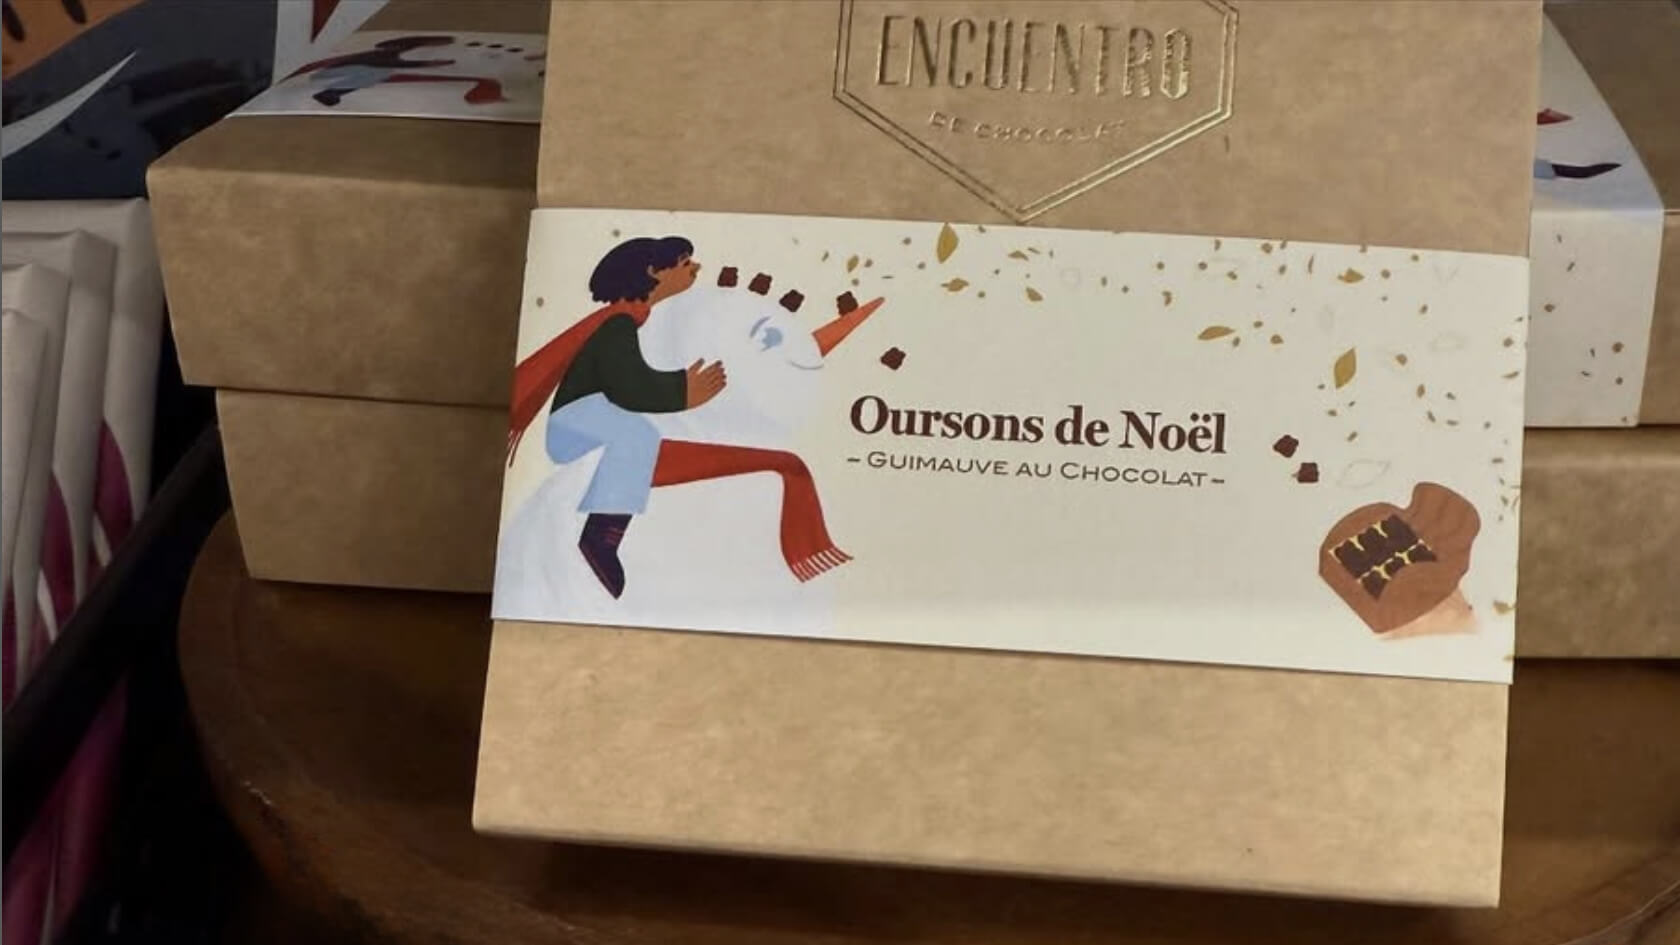 ENCUENTRO
DE CHOCOLAT
Oursons de Noël
- GUIMAUVE AU CHOCOLAT -